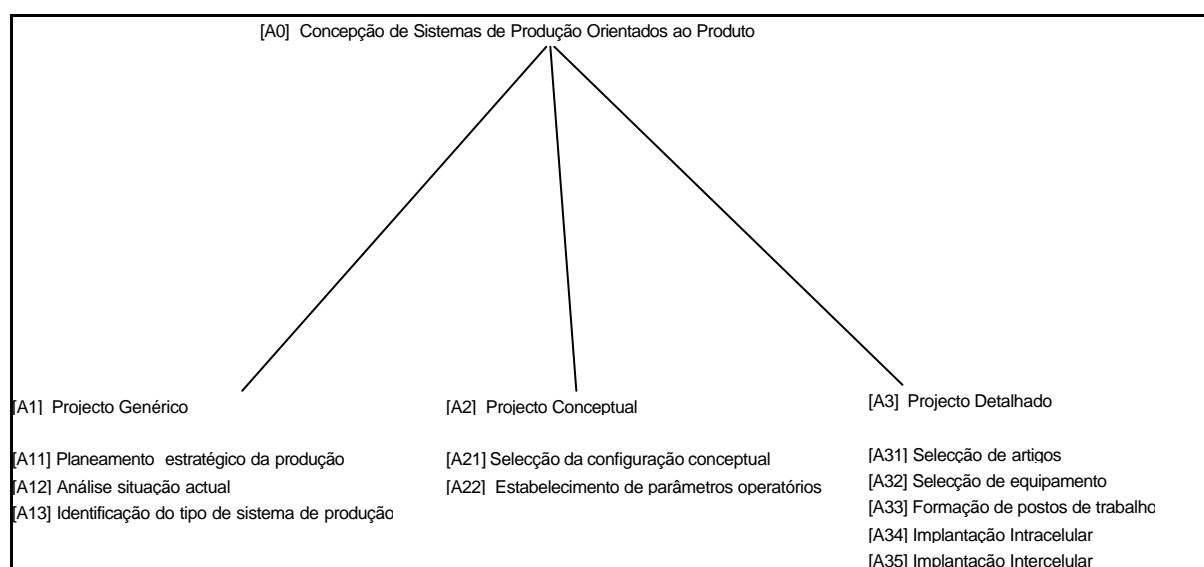 [A0] Concepção de Sistemas de Produção Orientados ao Produto
[A1] Projecto Genérico
[A11] Planeamento estratégico da produção
[A12] Análise situação actual
[A13] Identificação do tipo de sistema de produção
[A2] Projecto Conceptual
[A21] Selecção da configuração conceptual
[A22] Estabelecimento de parâmetros operatórios
[A3] Projecto Detalhado
[A31] Selecção de artigos
[A32] Selecção de equipamento
[A33] Formação de postos de trabalho
[A34] Implantação Intracelular
[A35] Implantação Intercelular